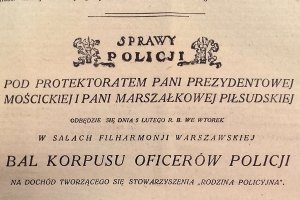 SPRAWY
POLICJI
POD PROTEKTORATEM PANI PREZYDENTOWEJ
MOŚCICKIEJ I PANI MARSZAŁKOWEJ PIŁSUDSKIEJ
ODBĘDZIE SIĘ DNIA 5 LUTEGO R. B. WE WTOREK
W SALACH FILHARMONJI WARSZAWSKIEJ
BAL KORPUSU OFICERÓW POLICJI
NA DOCHÓD TWORZĄCEGO SIĘ STOWARZYSZENIA „RODZINA POLICYJNA".